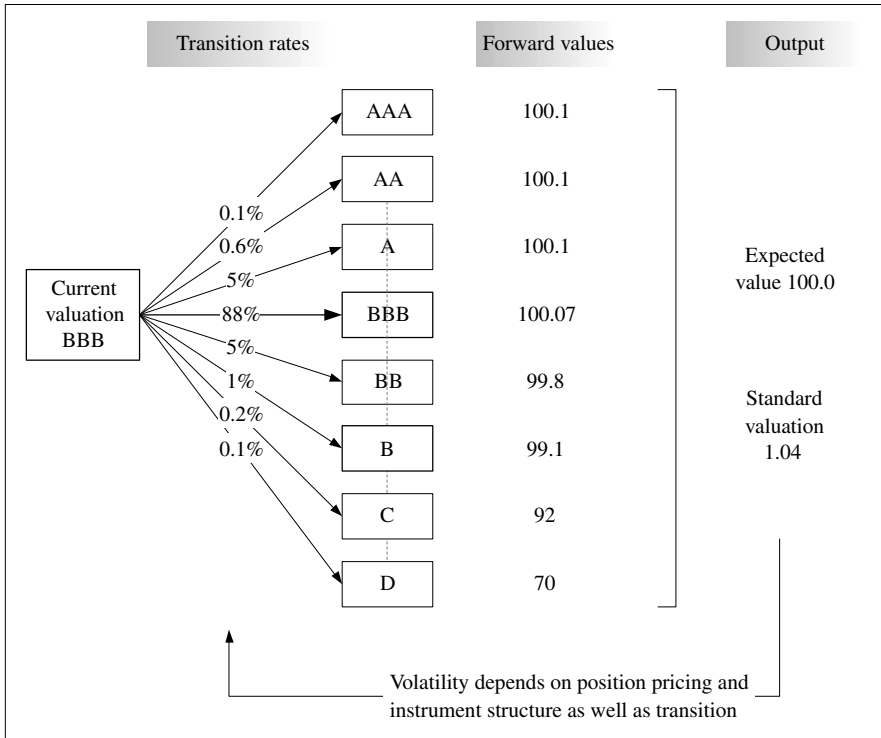 Transition rates
Forward values
Output
AAA
100.1
AA
100.1
0.1%
0.6%
A
100.1
Expected
value 100.0
5%
Current
valuation
BBB
88%
BBB
100.07
5%
BB
99.8
1%
Standard
valuation
1.04
0.2%
0.1%
B
99.1
C
92
D
70
Volatility depends on position pricing and
instrument structure as well as transition